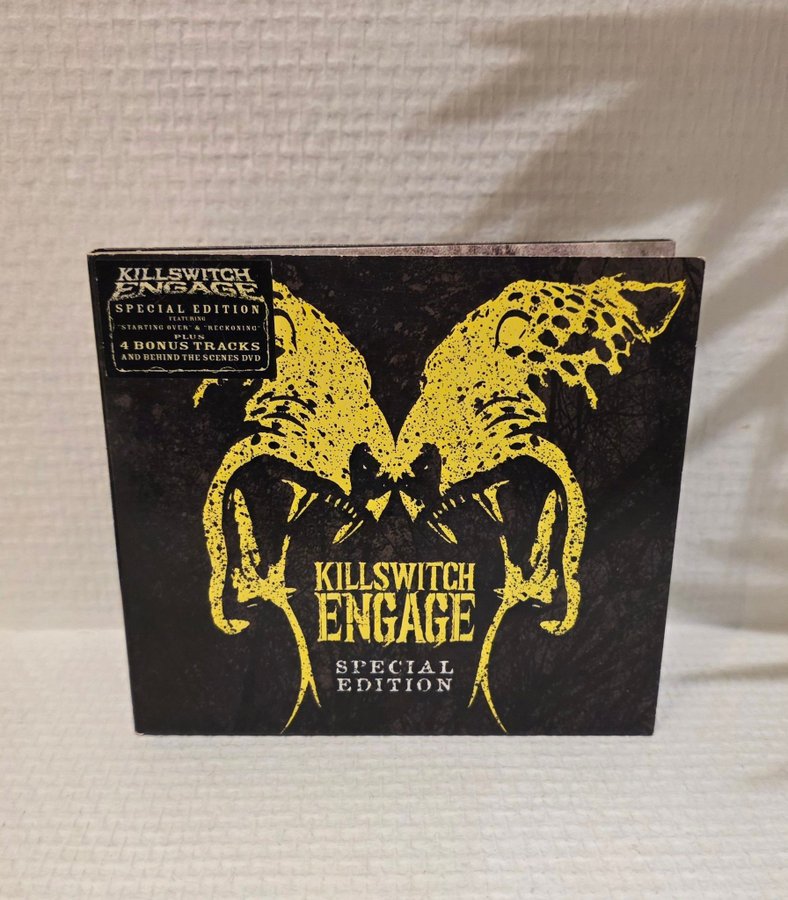 KILLSWITCH
ENGAGE
SPECIAL EDITION
FEATURING
"STARTING OVER" & "RECKONING"
PLUS
4 BONUS TRACKS
AND BEHIND THE SCENES DVD
KILLSWITCH
ENGAGE
SPECIAL
EDITION